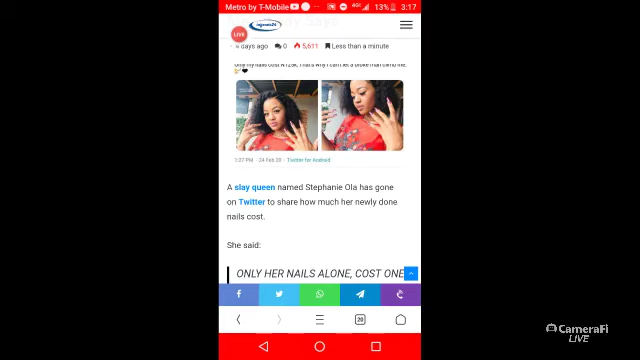 Metro by T-Mobile 4G 13% 3:17
LIVE
days ago 0 5,611 Less than a minute
1:27 PM · 24 Feb 20 · Twitter for Android
A slay queen named Stephanie Ola has gone
on Twitter to share how much her newly done
nails cost.
She said:
ONLY HER NAILS ALONE, COST ONE
20
CameraFi
LIVE